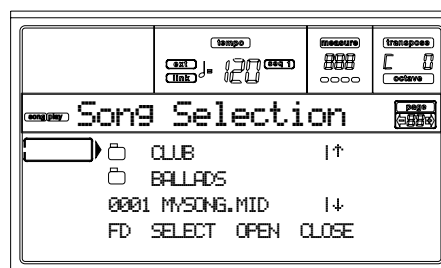 tempo measure transpose
ext link ♩= 120 seq 1 888 C 0
octave
song play Song Selection page 88
CLUB |↑
BALLADS
0001 MYSONG.MID |↓
FD SELECT OPEN CLOSE